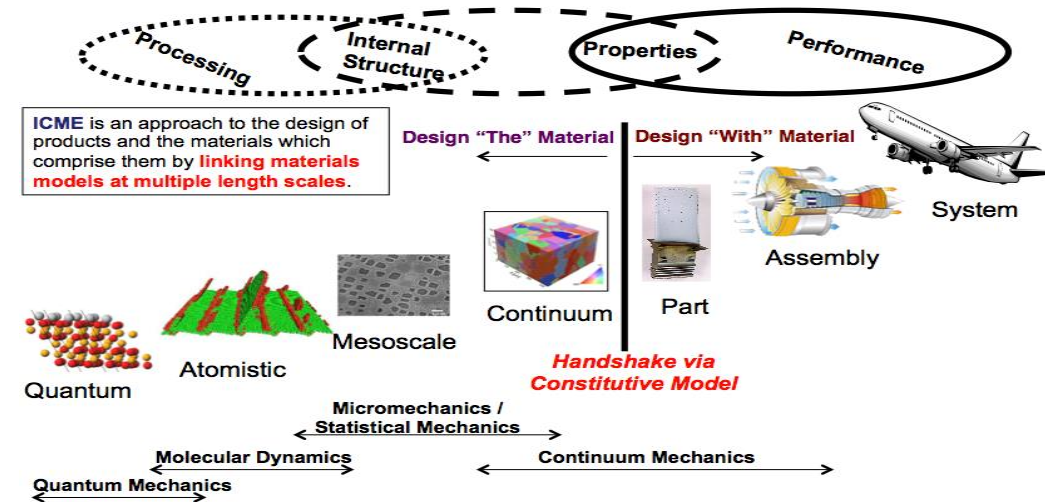 Processing
Internal
Structure
Properties
Performance
ICME is an approach to the design of
products and the materials which
comprise them by linking materials
models at multiple length scales.
Design “The” Material
Design “With” Material
System
Assembly
Part
Continuum
Mesoscale
Atomistic
Quantum
Handshake via
Constitutive Model
Micromechanics /
Statistical Mechanics
Molecular Dynamics
Continuum Mechanics
Quantum Mechanics